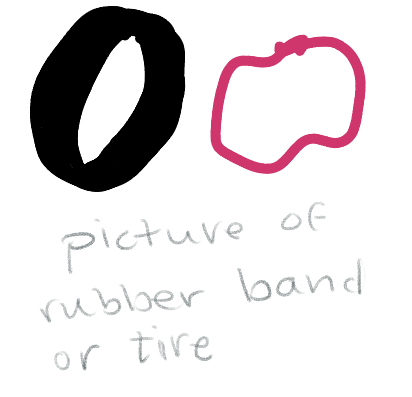 picture of
rubber band
or tire